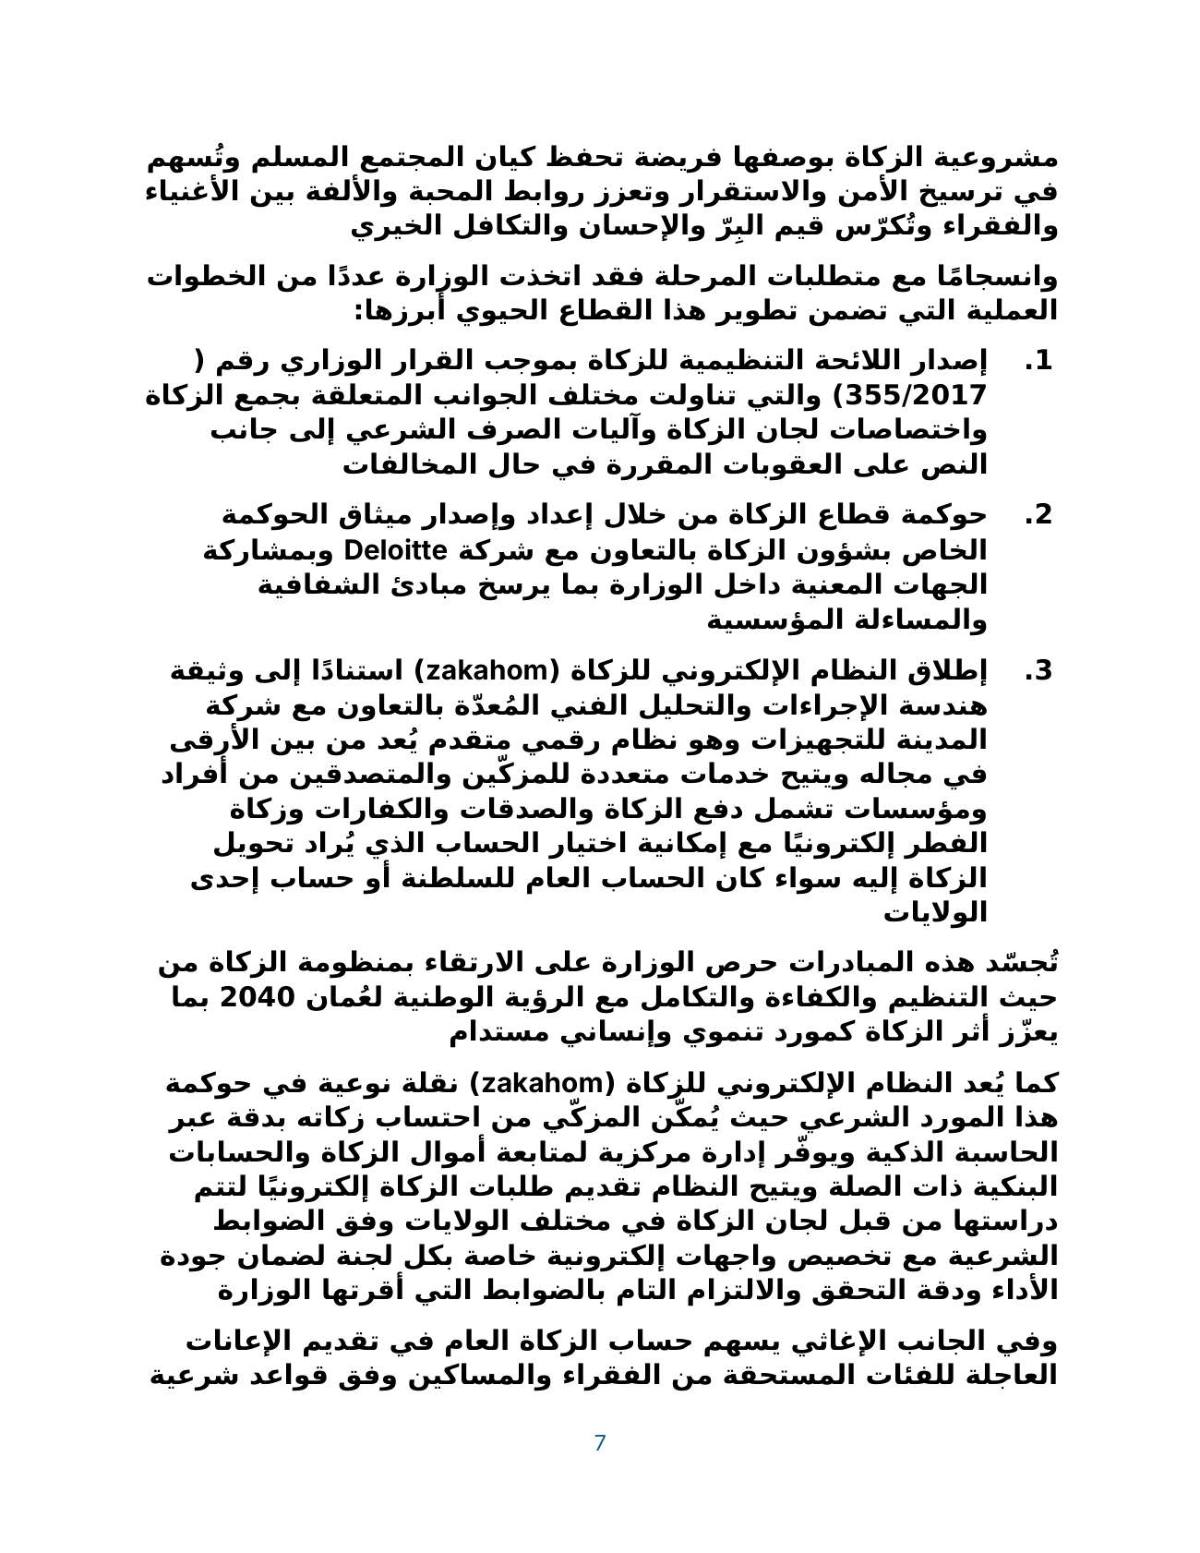 مشروعية الزكاة بوصفها فريضة تحفظ كيان المجتمع المسلم وتُسهم
في ترسيخ الأمن والاستقرار وتعزز روابط المحبة والألفة بين الأغنياء
والفقراء وتُكرّس قيم البِرّ والإحسان والتكافل الخيري
وانسجامًا مع متطلبات المرحلة فقد اتخذت الوزارة عددًا من الخطوات
العملية التي تضمن تطوير هذا القطاع الحيوي أبرزها:
1. إصدار اللائحة التنظيمية للزكاة بموجب القرار الوزاري رقم (
355/2017) والتي تناولت مختلف الجوانب المتعلقة بجمع الزكاة
واختصاصات لجان الزكاة وآليات الصرف الشرعي إلى جانب
النص على العقوبات المقررة في حال المخالفات
2. حوكمة قطاع الزكاة من خلال إعداد وإصدار ميثاق الحوكمة
الخاص بشؤون الزكاة بالتعاون مع شركة Deloitte وبمشاركة
الجهات المعنية داخل الوزارة بما يرسخ مبادئ الشفافية
والمساءلة المؤسسية
3. إطلاق النظام الإلكتروني للزكاة (zakahom) استنادًا إلى وثيقة
هندسة الإجراءات والتحليل الفني المُعدّة بالتعاون مع شركة
المدينة للتجهيزات وهو نظام رقمي متقدم يُعد من بين الأرقى
في مجاله ويتيح خدمات متعددة للمزكّين والمتصدقين من أفراد
ومؤسسات تشمل دفع الزكاة والصدقات والكفارات وزكاة
الفطر إلكترونيًا مع إمكانية اختيار الحساب الذي يُراد تحويل
الزكاة إليه سواء كان الحساب العام للسلطنة أو حساب إحدى
الولايات
تُجسّد هذه المبادرات حرص الوزارة على الارتقاء بمنظومة الزكاة من
حيث التنظيم والكفاءة والتكامل مع الرؤية الوطنية لعُمان 2040 بما
يعزّز أثر الزكاة كمورد تنموي وإنساني مستدام
كما يُعد النظام الإلكتروني للزكاة (zakahom) نقلة نوعية في حوكمة
هذا المورد الشرعي حيث يُمكّن المزكّي من احتساب زكاته بدقة عبر
الحاسبة الذكية ويوفّر إدارة مركزية لمتابعة أموال الزكاة والحسابات
البنكية ذات الصلة ويتيح النظام تقديم طلبات الزكاة إلكترونيًا لتتم
دراستها من قبل لجان الزكاة في مختلف الولايات وفق الضوابط
الشرعية مع تخصيص واجهات إلكترونية خاصة بكل لجنة لضمان جودة
الأداء ودقة التحقق والالتزام التام بالضوابط التي أقرتها الوزارة
وفي الجانب الإغاثي يسهم حساب الزكاة العام في تقديم الإعانات
العاجلة للفئات المستحقة من الفقراء والمساكين وفق قواعد شرعية
7